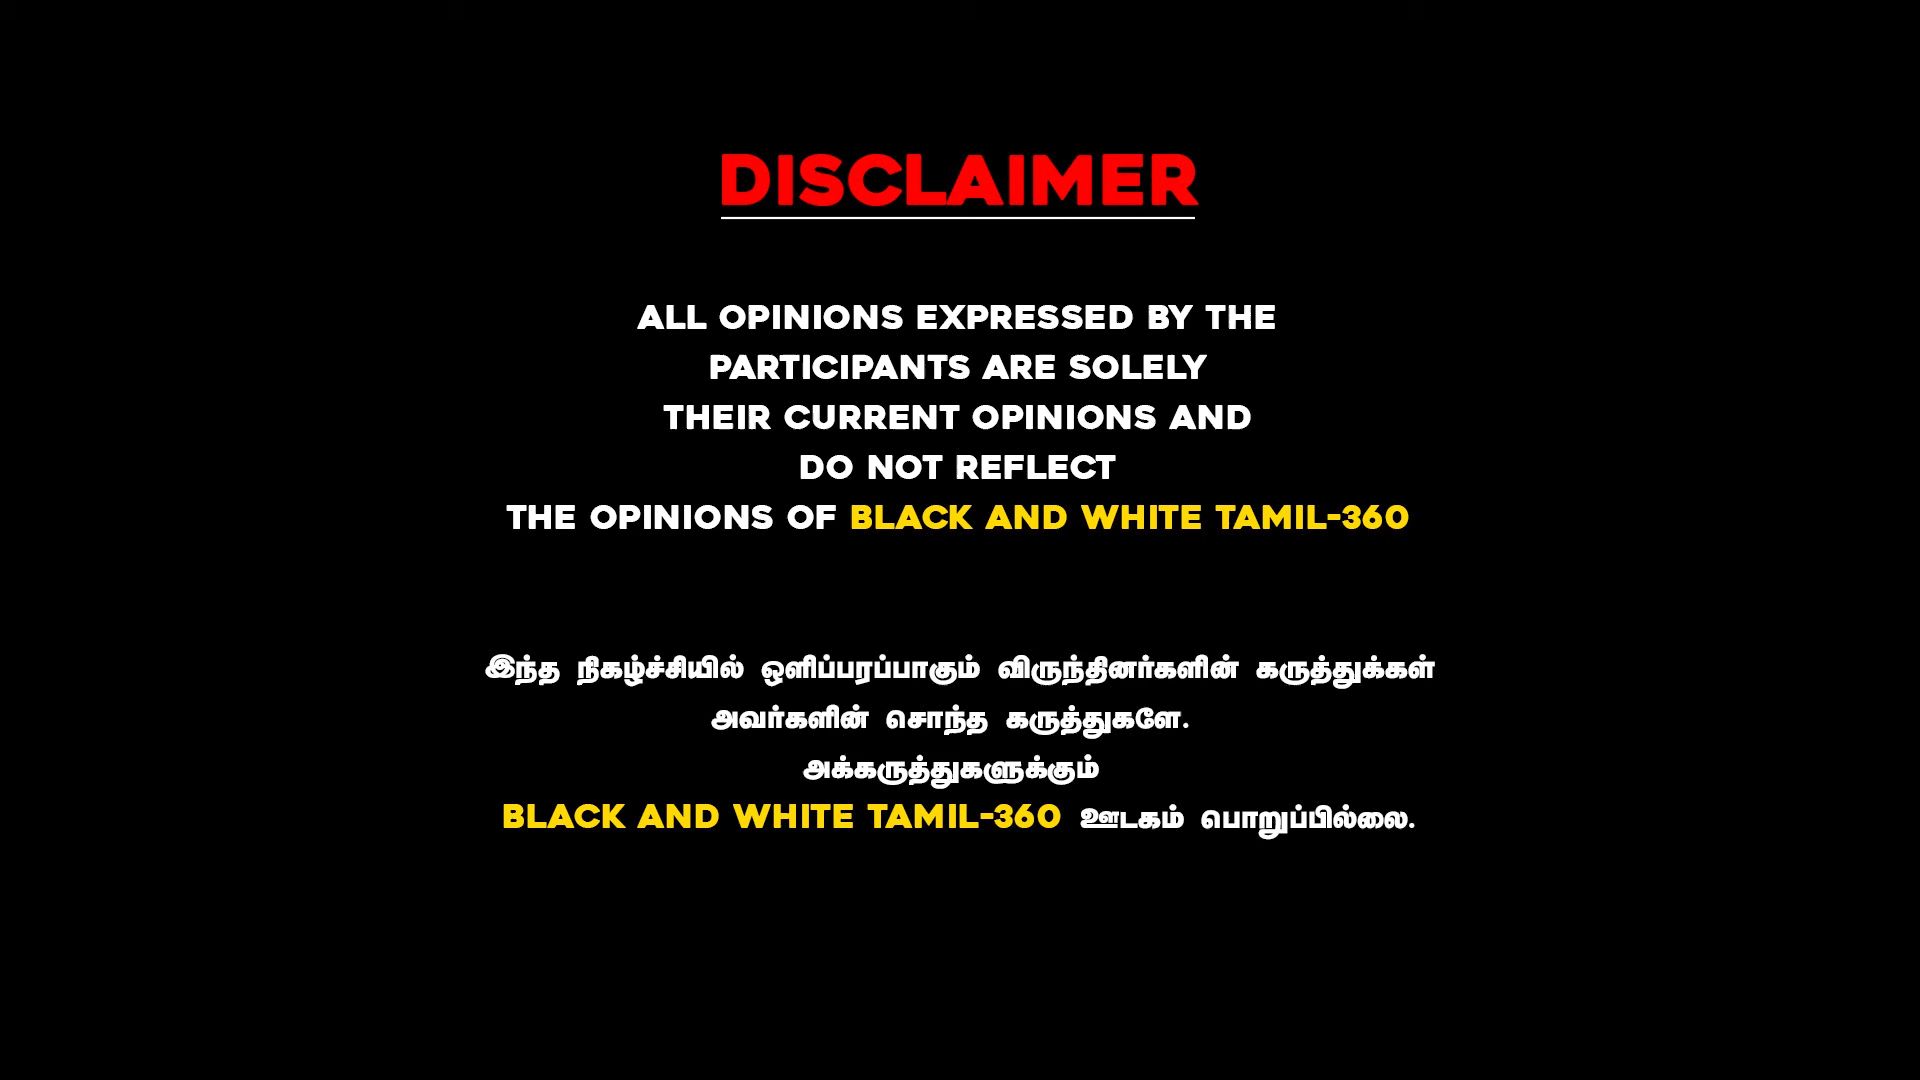 DISCLAIMER
ALL OPINIONS EXPRESSED BY THE
PARTICIPANTS ARE SOLELY
THEIR CURRENT OPINIONS AND
DO NOT REFLECT
THE OPINIONS OF BLACK AND WHITE TAMIL-360
இந்த நிகழ்ச்சியில் ஒளிப்பரப்பாகும் விருந்தினர்களின் கருத்துக்கள்
அவர்களின் சொந்த கருத்துகளே.
அக்கருத்துகளுக்கும்
BLACK AND WHITE TAMIL-360 ஊடகம் பொறுப்பில்லை.